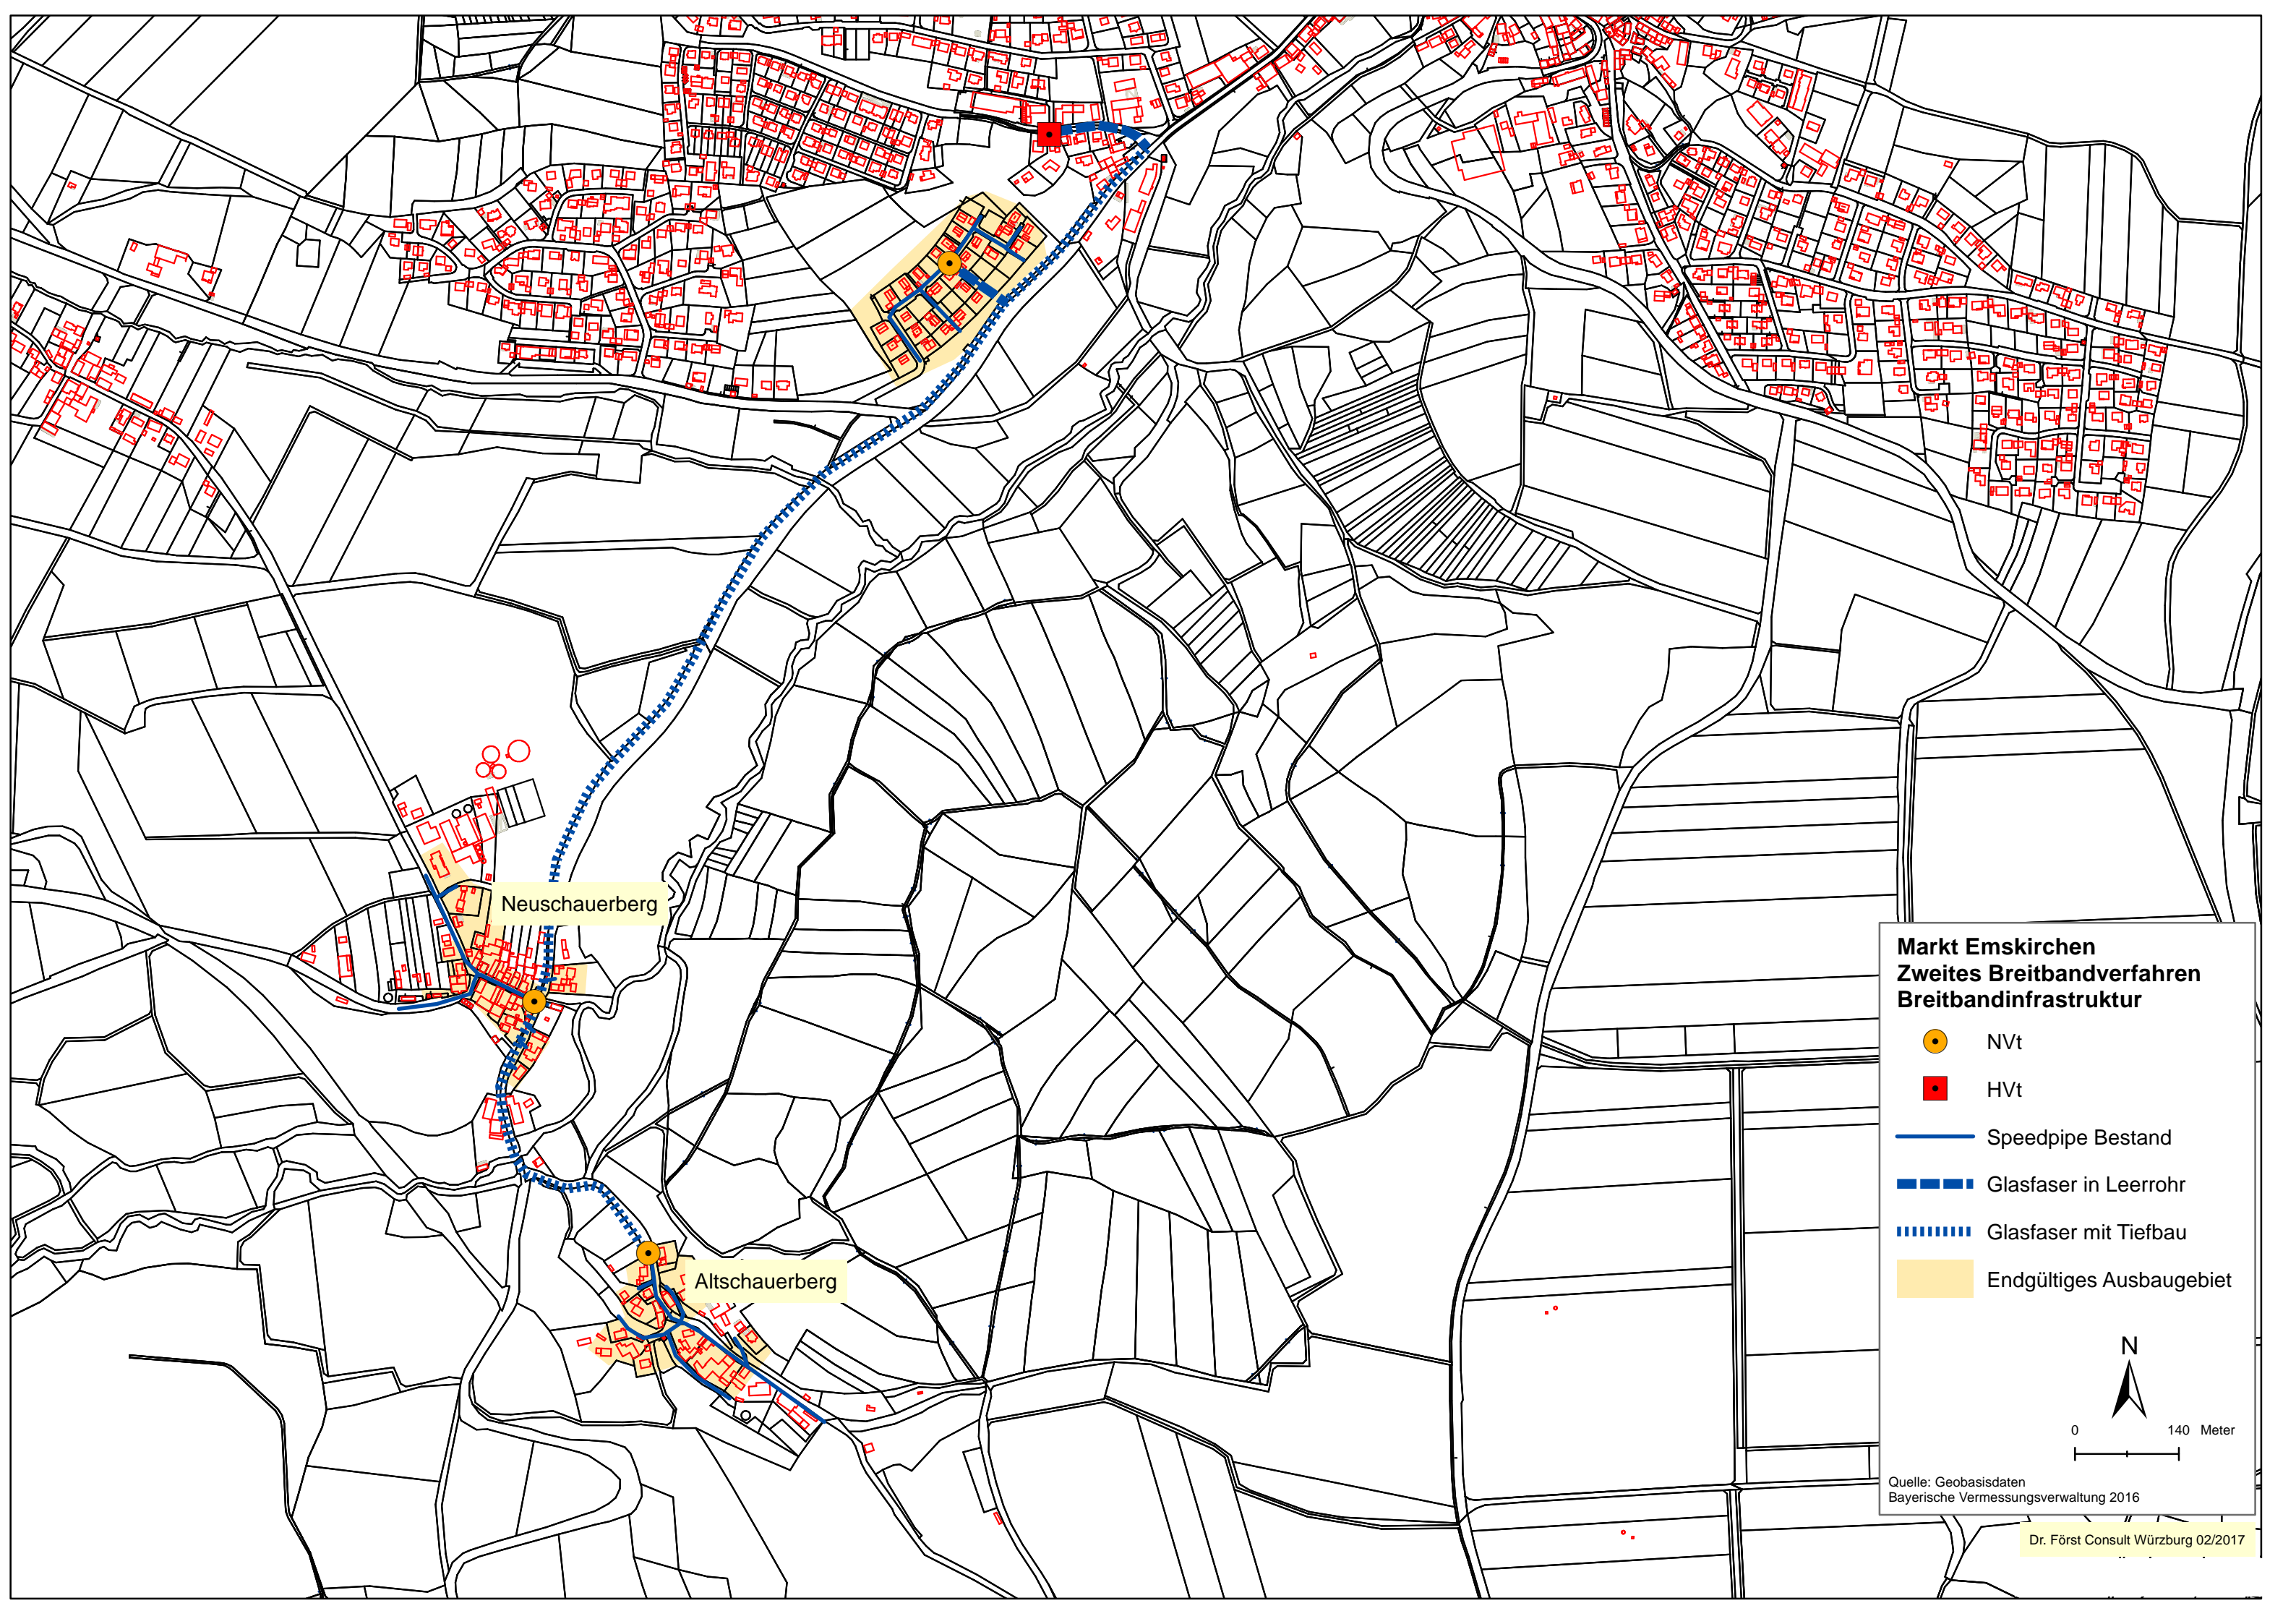 Neuschauerberg
Altschauerberg
Markt Emskirchen
Zweites Breitbandverfahren
Breitbandinfrastruktur
NVt
HVt
Speedpipe Bestand
Glasfaser in Leerrohr
Glasfaser mit Tiefbau
Endgültiges Ausbaugebiet
N
0 140 Meter
Quelle: Geobasisdaten
Bayerische Vermessungsverwaltung 2016
Dr. Först Consult Würzburg 02/2017